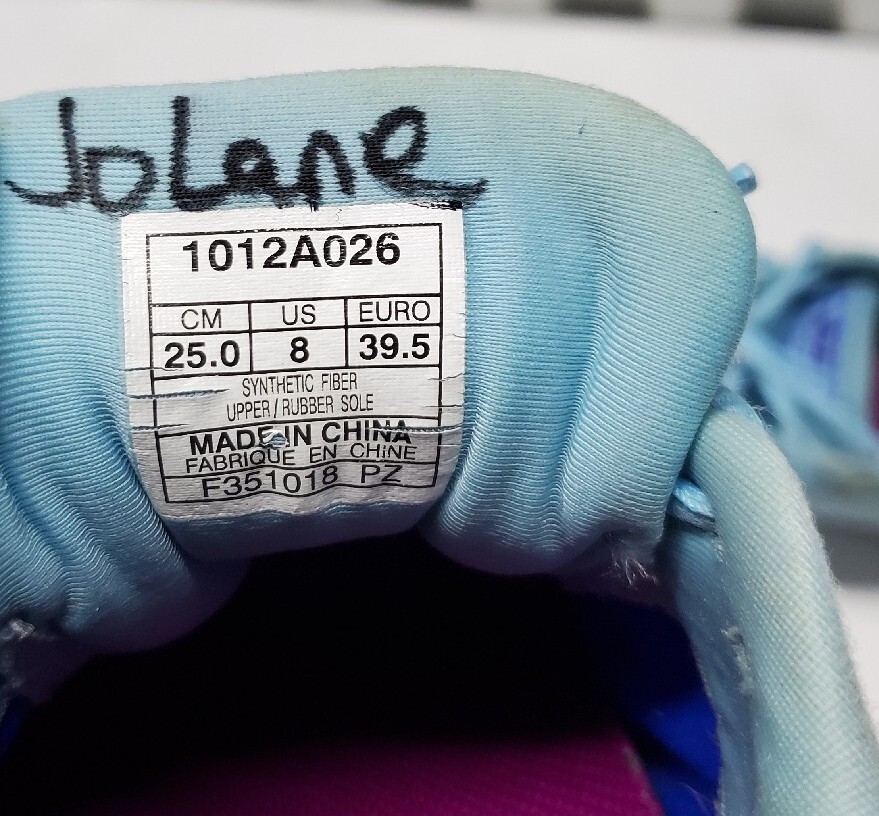 JoLane
1012A026
CM US EURO
25.0 8 39.5
SYNTHETIC FIBER
UPPER / RUBBER SOLE
MADE IN CHINA
FABRIQUE EN CHiNE
F351018 PZ